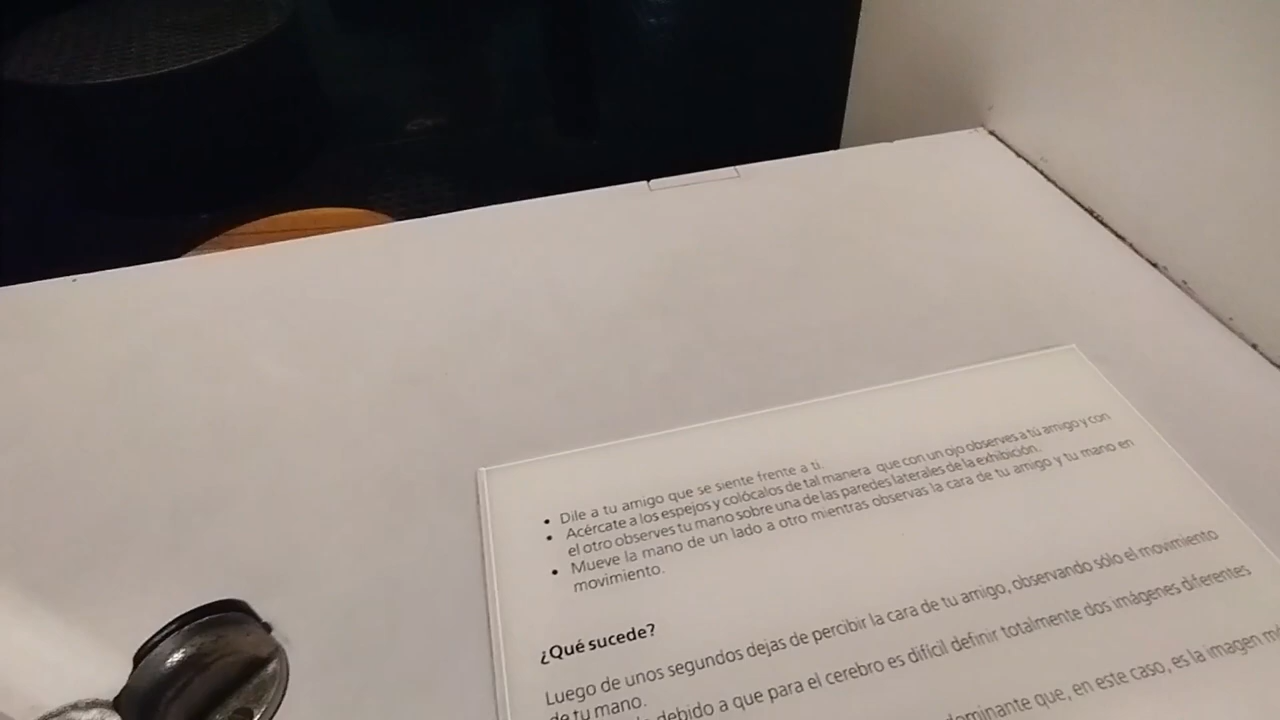 • Dile a tu amigo que se siente frente a ti.
• Acércate a los espejos y colócalos de tal manera que con un ojo observes a tú amigo y con
el otro observes tu mano sobre una de las paredes laterales de la exhibición.
• Mueve la mano de un lado a otro mientras observas la cara de tu amigo y tu mano en
movimiento.
¿Qué sucede?
Luego de unos segundos dejas de percibir la cara de tu amigo, observando sólo el movimiento
de tu mano.
debido a que para el cerebro es difícil definir totalmente dos imágenes diferentes
que, en este caso, es la imagen